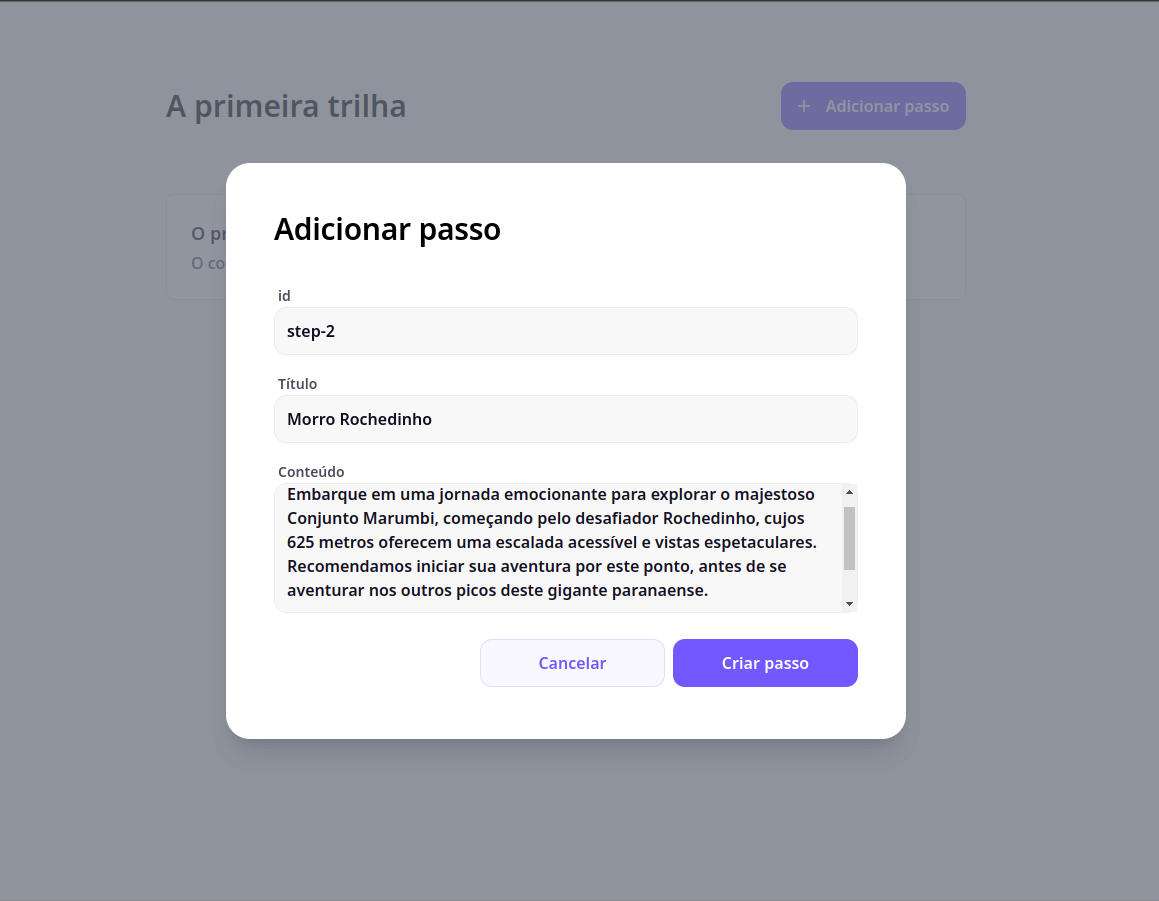 A primeira trilha
+ Adicionar passo
O pr
O co
Adicionar passo
id
step-2
Título
Morro Rochedinho
Conteúdo
Embarque em uma jornada emocionante para explorar o majestoso
Conjunto Marumbi, começando pelo desafiador Rochedinho, cujos
625 metros oferecem uma escalada acessível e vistas espetaculares.
Recomendamos iniciar sua aventura por este ponto, antes de se
aventurar nos outros picos deste gigante paranaense.
Cancelar
Criar passo